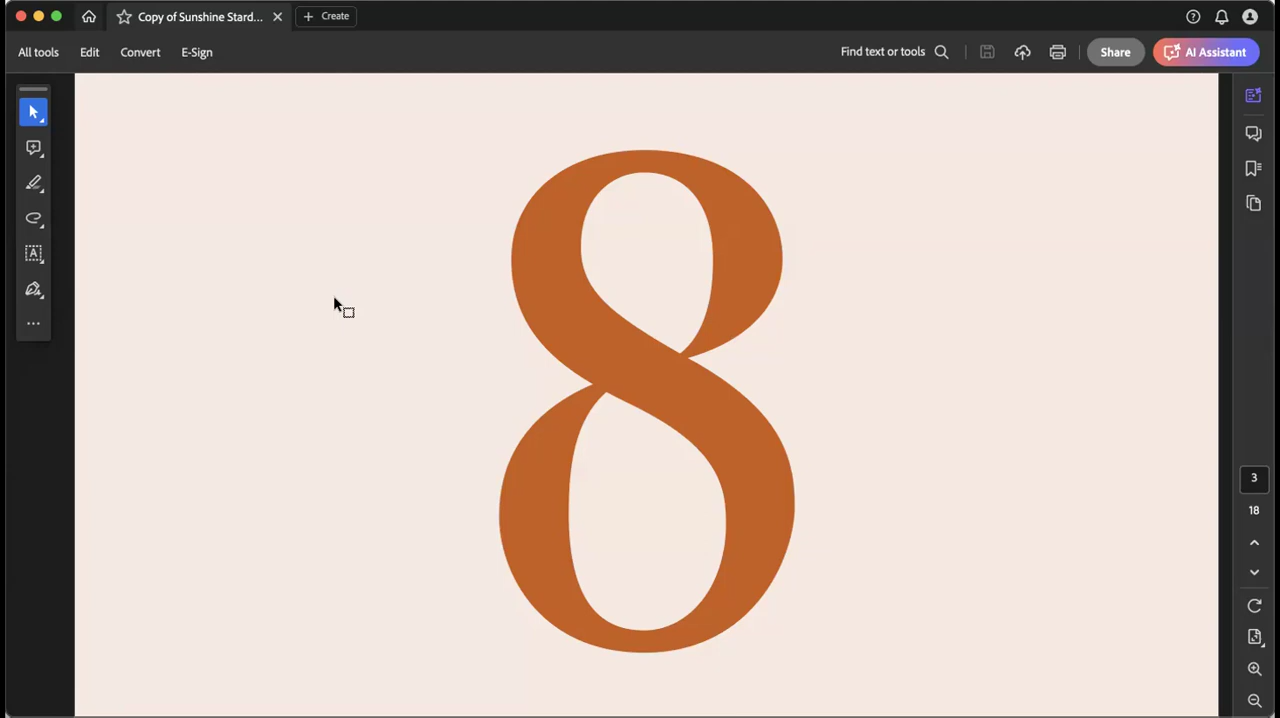 Copy of Sunshine Stard...
Create
All tools
Edit
Convert
E-Sign
Find text or tools
Share
AI Assistant
8
3
18